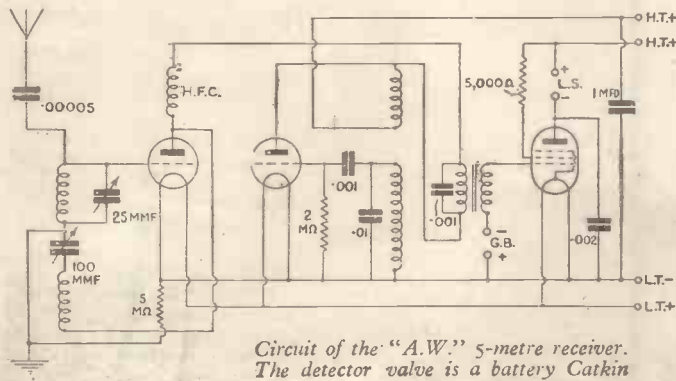 H.T.+
H.T.+
.00005
H.F.C.
5,000Ω
+
L.S.
-
1 MFD
.001
25 MMF
2
MΩ
.01
.001
-
G.B.
+
.002
100
MMF
5
MΩ
L.T.-
L.T.+
Circuit of the "A.W." 5-metre receiver.
The detector valve is a battery Catkin